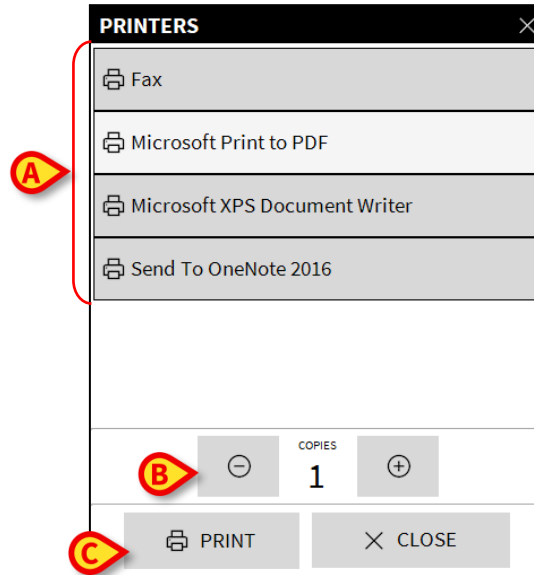 PRINTERS
Fax
Microsoft Print to PDF
A
Microsoft XPS Document Writer
Send To OneNote 2016
COPIES
B
1
PRINT
CLOSE
C